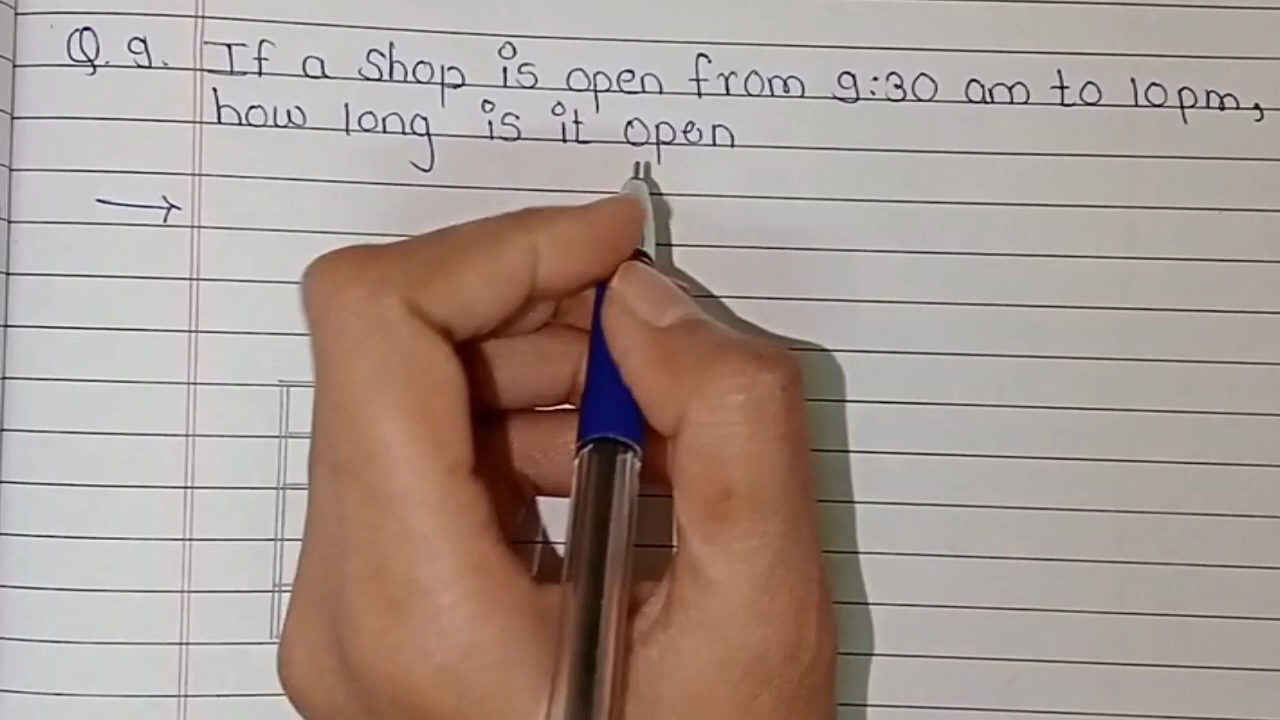 Q. 9. If a shop is open from 9:30 am to 10pm,
how long is it open